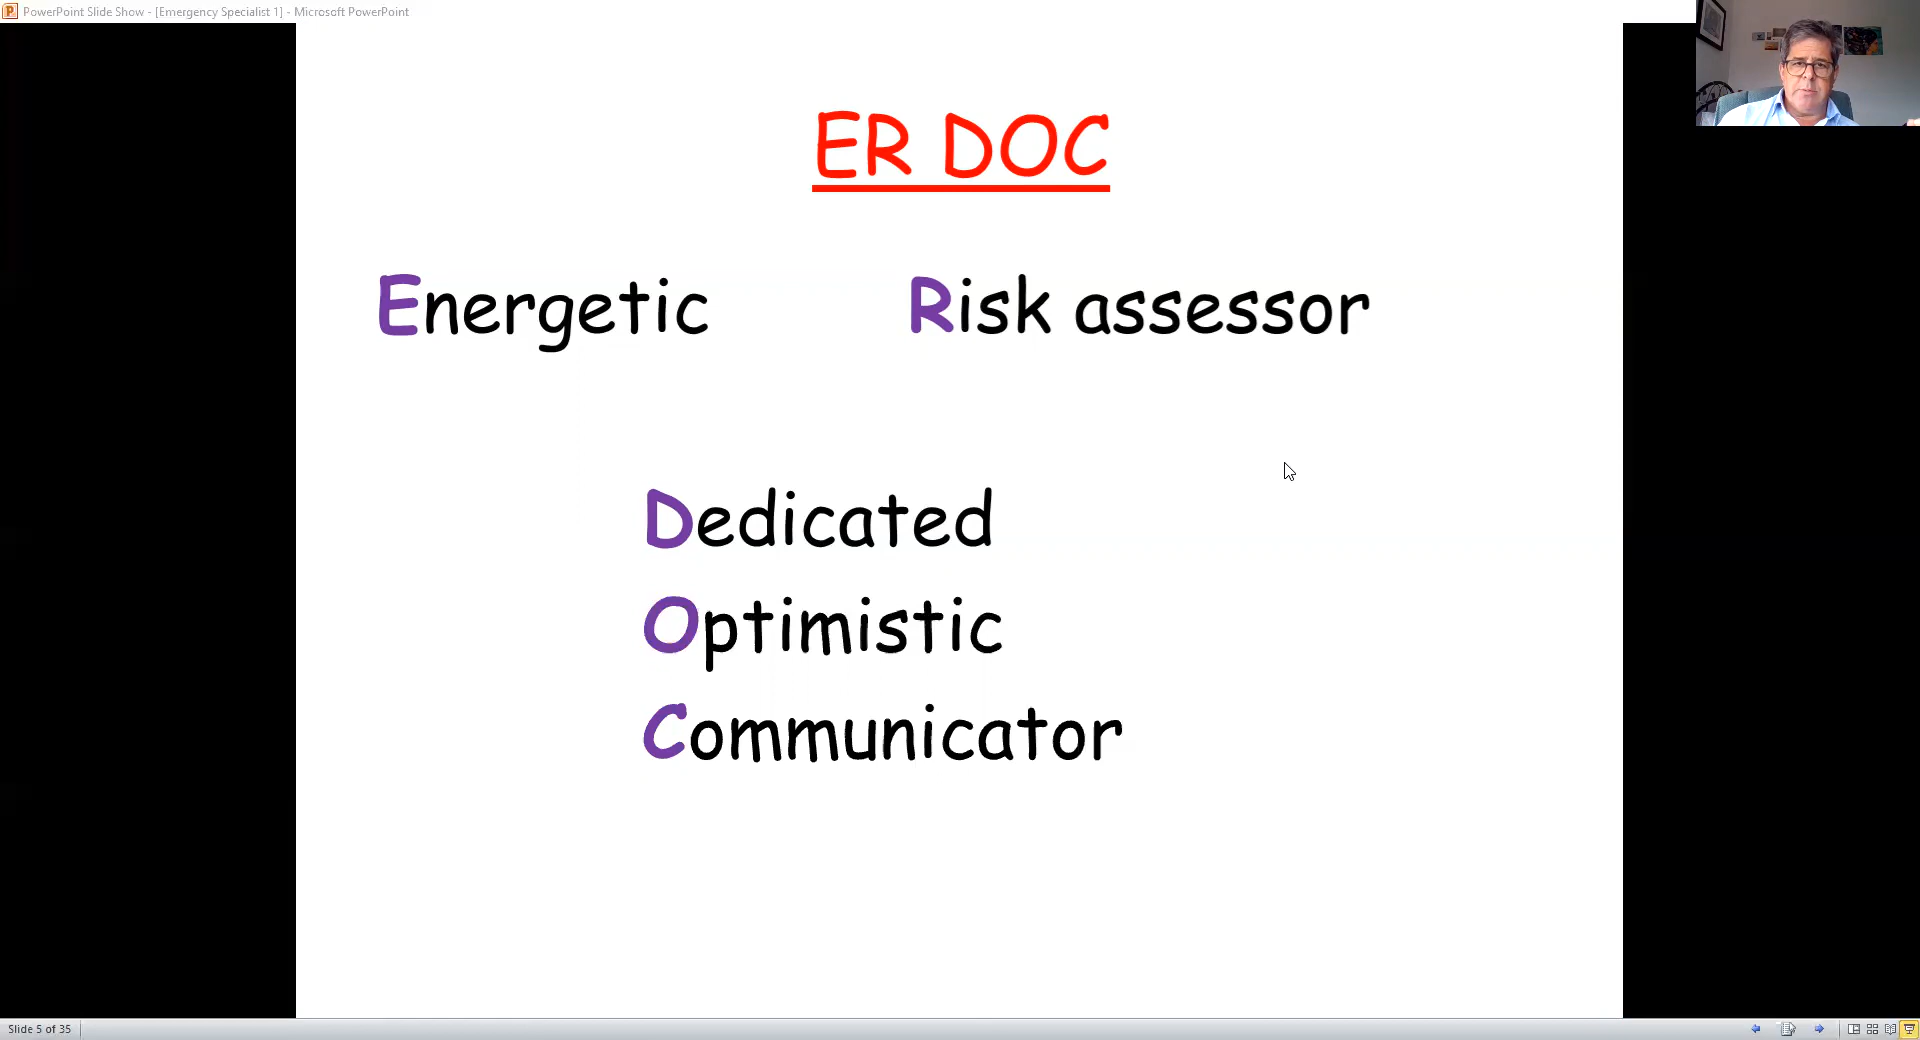 PowerPoint Slide Show - [Emergency Specialist 1] - Microsoft PowerPoint
ER DOC
Energetic Risk assessor
Dedicated
Optimistic
Communicator
Slide 5 of 35